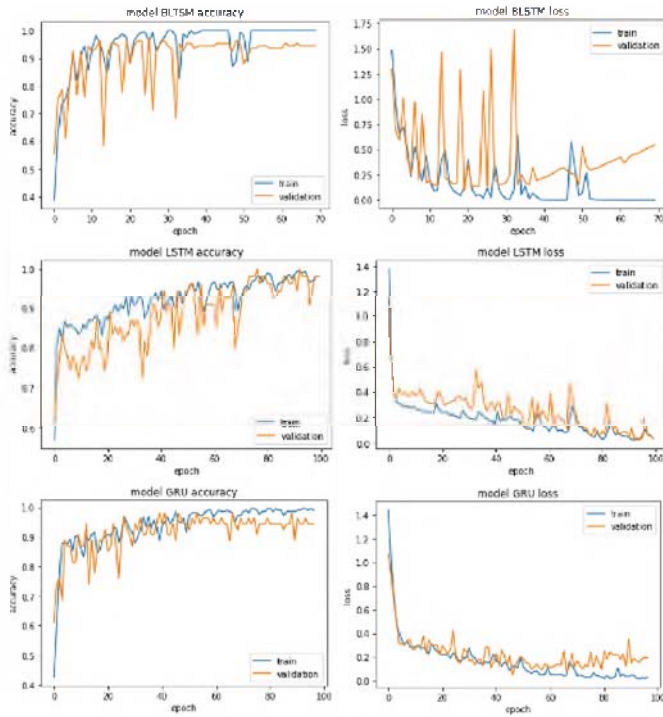 model BLTSM accuracy
1.0
0.9
0.8
0.7
0.6
0.5
0.4
accuracy
train
validation
0 10 20 30 40 50 60 70
epoch
model BLSTM loss
1.75
1.50
1.25
1.00
0.75
0.50
0.25
0.00
loss
train
validation
0 10 20 30 40 50 60 70
epoch
model LSTM accuracy
1.0
0.9
0.8
0.7
0.6
accuracy
train
validation
0 20 40 60 80 100
epoch
model LSTM loss
1.4
1.2
1.0
0.8
0.6
0.4
0.2
0.0
loss
train
validation
0 20 40 60 80 100
epoch
model GRU accuracy
1.0
0.9
0.8
0.7
0.6
0.5
0.4
accuracy
train
validation
0 20 40 60 80 100
epoch
model GRU loss
1.4
1.2
1.0
0.8
0.6
0.4
0.2
0.0
loss
train
validation
0 20 40 60 80 100
epoch